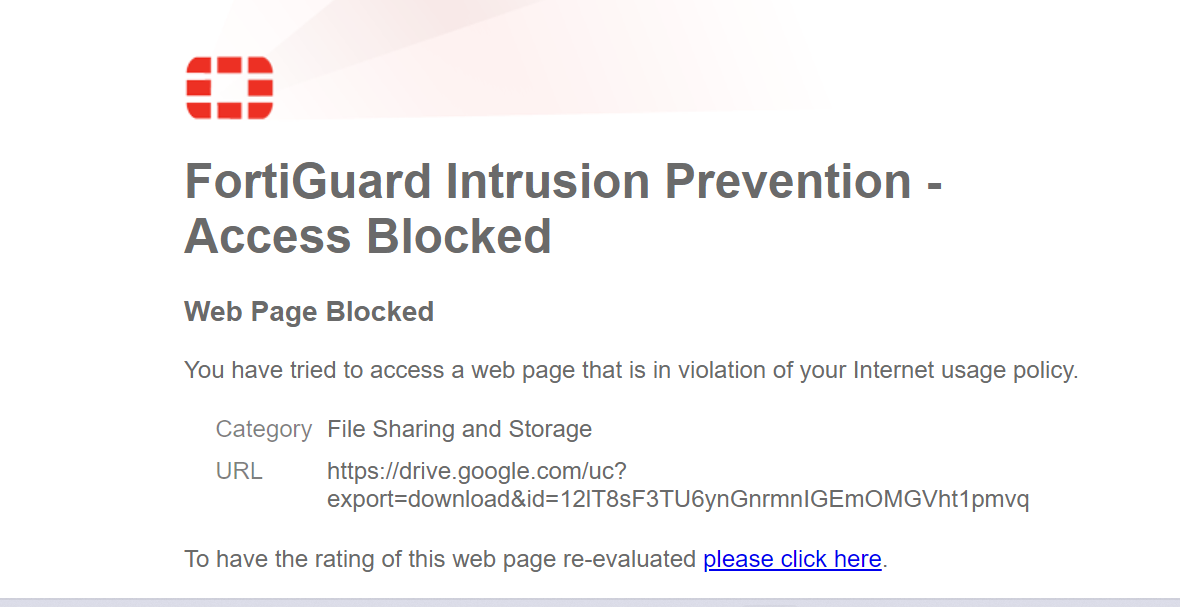 FortiGuard Intrusion Prevention -
Access Blocked
Web Page Blocked
You have tried to access a web page that is in violation of your Internet usage policy.
Category File Sharing and Storage
URL https://drive.google.com/uc?
export=download&id=12lT8sF3TU6ynGnrmnIGEmOMGVht1pmvq
To have the rating of this web page re-evaluated please click here.